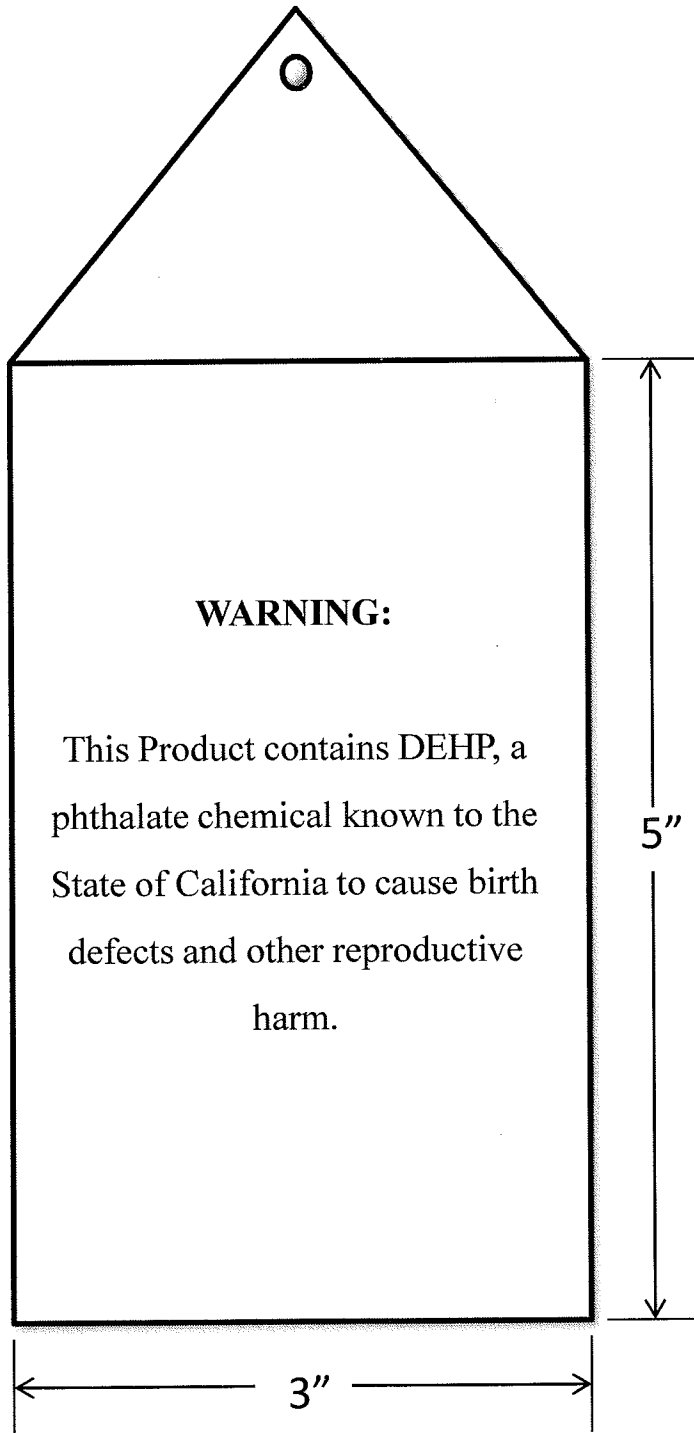 WARNING:
This Product contains DEHP, a
phthalate chemical known to the
State of California to cause birth
defects and other reproductive
harm.
5″
3″